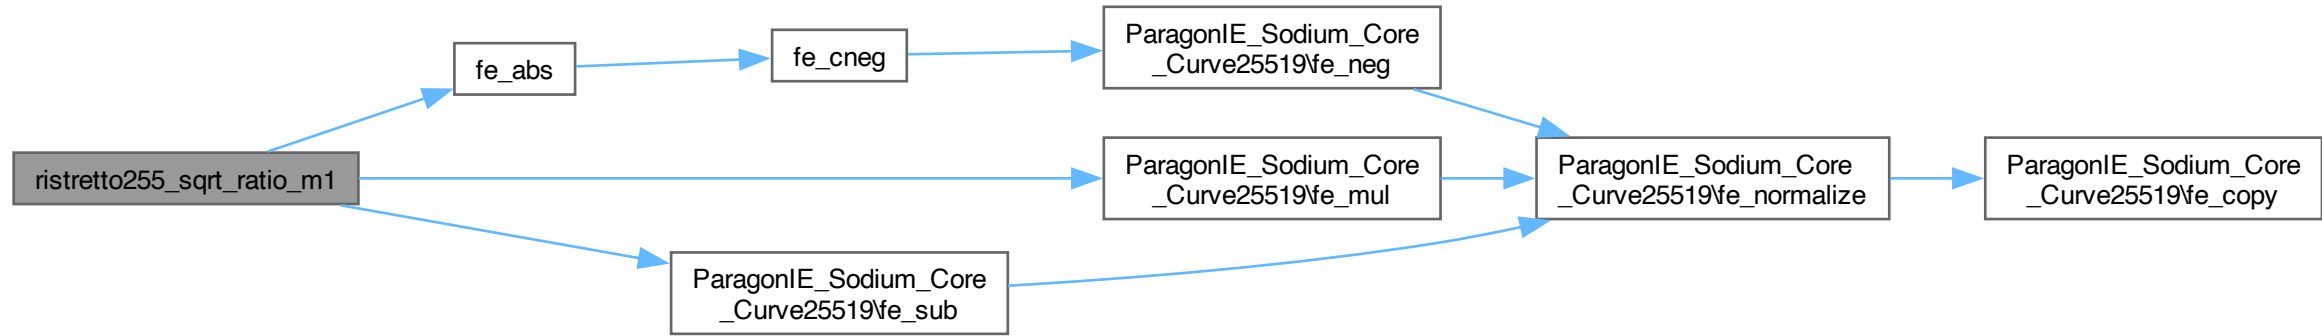 ristretto255_sqrt_ratio_m1
fe_abs
fe_cneg
ParagonIE_Sodium_Core
_Curve25519\fe_neg
ParagonIE_Sodium_Core
_Curve25519\fe_mul
ParagonIE_Sodium_Core
_Curve25519\fe_sub
ParagonIE_Sodium_Core
_Curve25519\fe_normalize
ParagonIE_Sodium_Core
_Curve25519\fe_copy